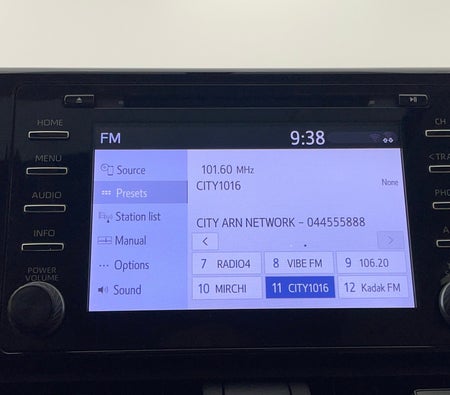 HOME
MENU
AUDIO
INFO
POWER
VOLUME
FM
9:38
Source
Presets
Station list
Manual
Options
Sound
101.60 MHz
CITY1016
None
CITY ARN NETWORK - 044555888
7 RADIO4
8 VIBE FM
9 106.20
10 MIRCHI
11 CITY1016
12 Kadak FM
CH